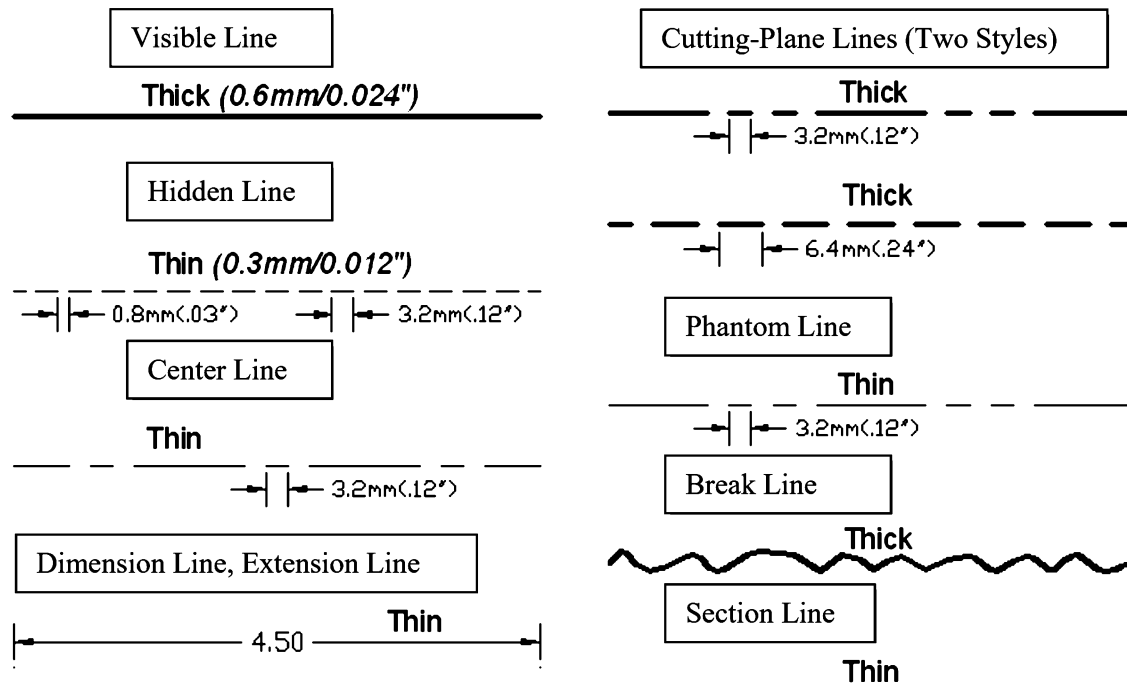 Visible Line
Thick (0.6mm/0.024")
Hidden Line
Thin (0.3mm/0.012")
0.8mm(.03")
3.2mm(.12")
Center Line
Thin
3.2mm(.12")
Dimension Line, Extension Line
Thin
4.50
Cutting-Plane Lines (Two Styles)
Thick
3.2mm(.12")
Thick
6.4mm(.24")
Phantom Line
Thin
3.2mm(.12")
Break Line
Thick
Section Line
Thin